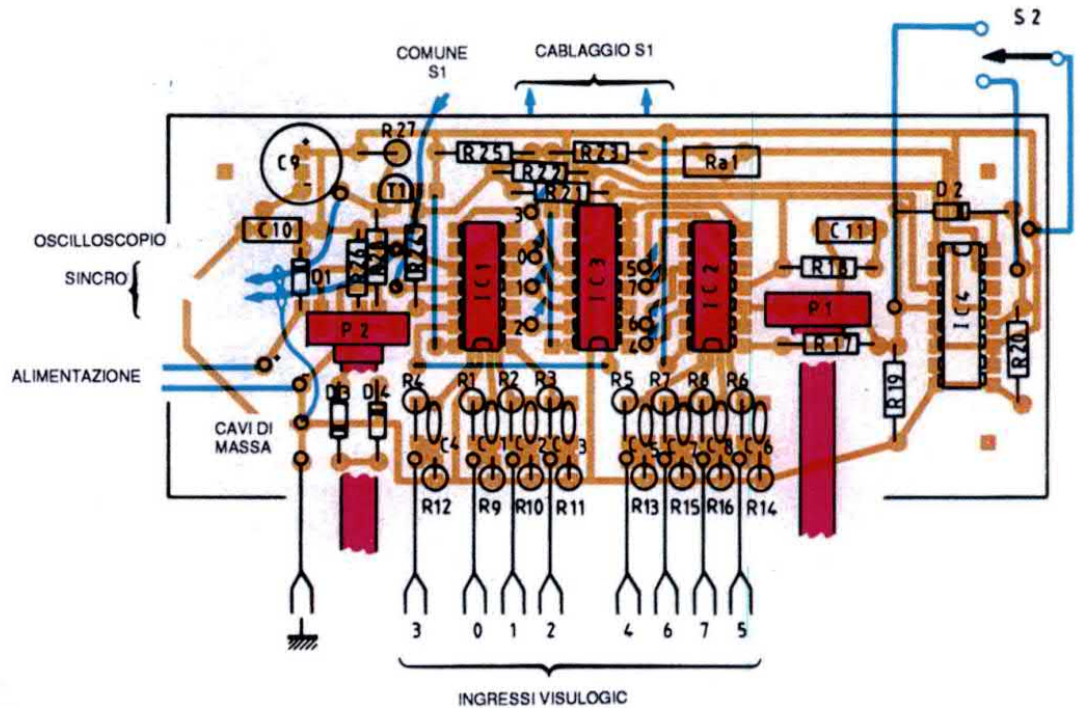 S 2
COMUNE
S1
CABLAGGIO S1
R27
C9
+
-
R25
R23
Ra1
R22
R21
T1
D2
3
C10
C11
OSCILLOSCOPIO
SINCRO
D1
R26
R24
0
1
2
IC1
IC3
IC2
IC4
5
7
6
4
R18
P1
R17
P2
R20
R19
ALIMENTAZIONE
+
-
D3
D4
CAVI DI
MASSA
R4
R1
R2
R3
R5
R7
R8
R6
C4
C1
C2
C3
C5
C7
C8
C6
R12
R9
R10
R11
R13
R15
R16
R14
3
0
1
2
4
6
7
5
INGRESSI VISULOGIC